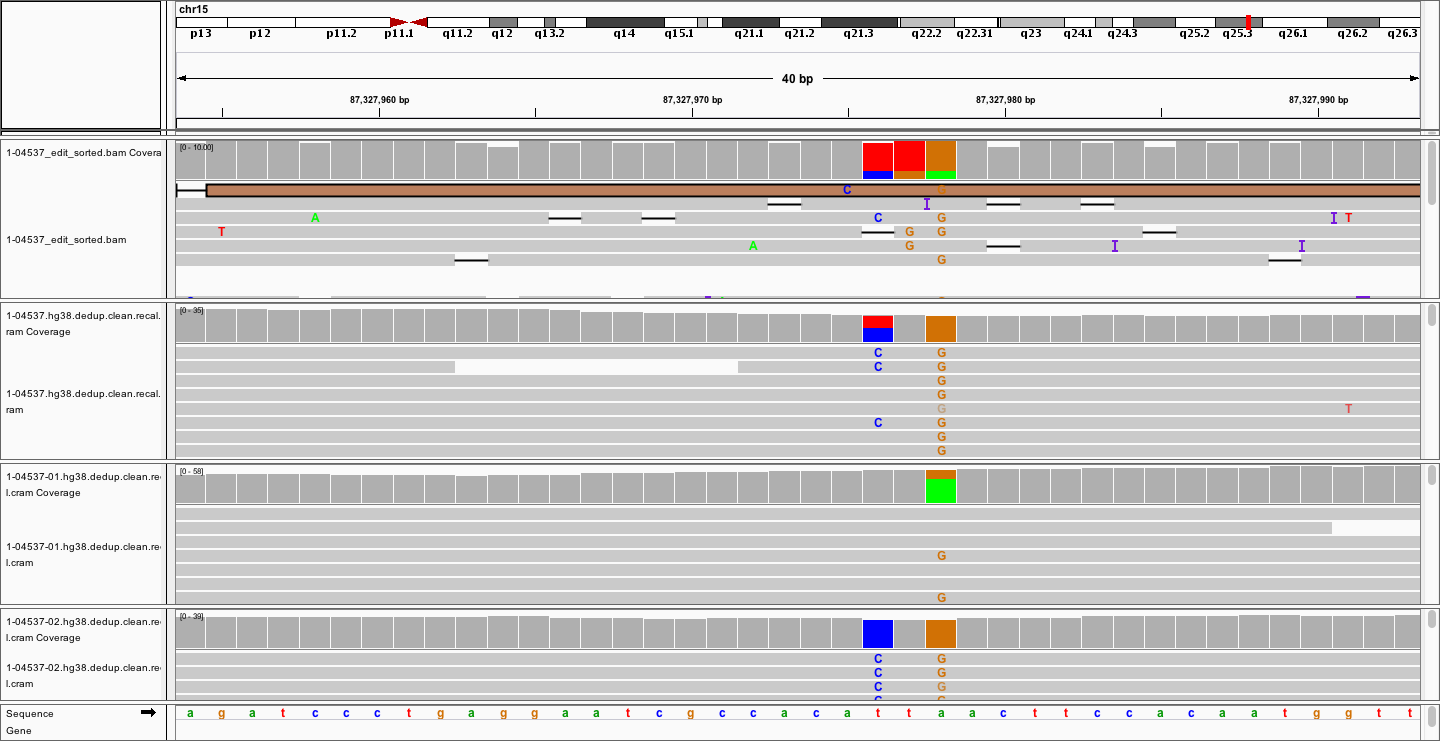 chr15
p13 p12 p11.2 p11.1 q11.2 q12 q13.2 q14 q15.1 q21.1 q21.2 q21.3 q22.2 q22.31 q23 q24.1 q24.3 q25.2 q25.3 q26.1 q26.2 q26.3
40 bp
87,327,960 bp 87,327,970 bp 87,327,980 bp 87,327,990 bp
1-04537_edit_sorted.bam Covera
[0 - 10.00]
C G
I
A C G I T
1-04537_edit_sorted.bam
T G G
A G I I
G
1-04537.hg38.dedup.clean.recal.
ram Coverage
[0 - 35]
C G
C G
G
1-04537.hg38.dedup.clean.recal.
ram
G
G T
C G
G
G
1-04537-01.hg38.dedup.clean.re
l.cram Coverage
[0 - 58]
1-04537-01.hg38.dedup.clean.re
l.cram
G
G
1-04537-02.hg38.dedup.clean.re
l.cram Coverage
[0 - 39]
1-04537-02.hg38.dedup.clean.re
l.cram
C G
C G
C G
Sequence
a g a t c c c t g a g g a a t c g c c a c a t t a a c t t c c a c a a t g g t t
Gene